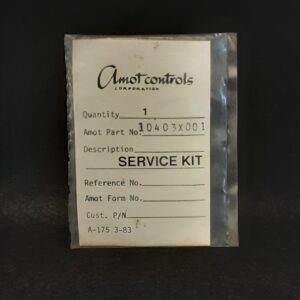 Amot controls
CORPORATION
Quantity 1
Amot Part No. 10403X001
Description
SERVICE KIT
Reference No.
Amot Form No.
Cust. P/N
A-175 3-83